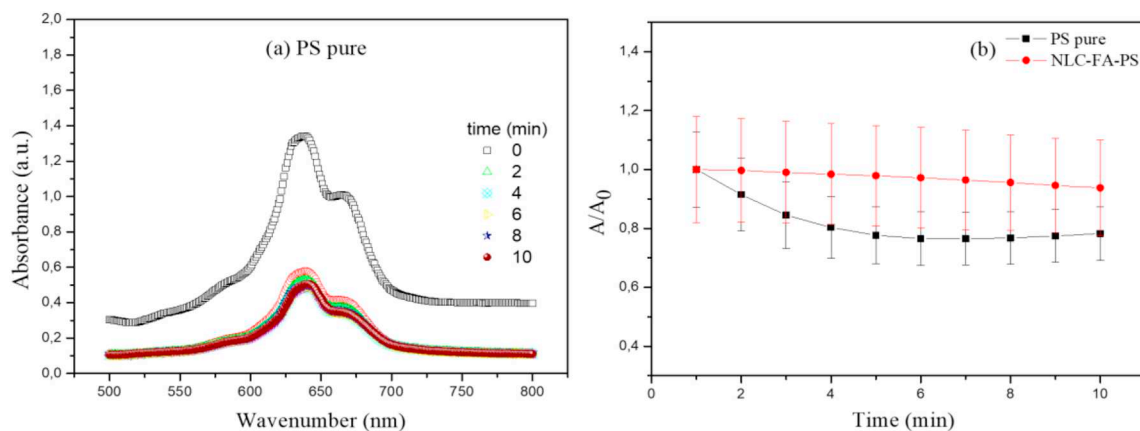 (a) PS pure
Absorbance (a.u.)
2,0
1,8
1,6
1,4
1,2
1,0
0,8
0,6
0,4
0,2
0,0
time (min)
0
2
4
6
8
10
500 550 600 650 700 750 800
Wavenumber (nm)
(b)
PS pure
NLC-FA-PS
A/A0
1,4
1,2
1,0
0,8
0,6
0,4
0 2 4 6 8 10
Time (min)